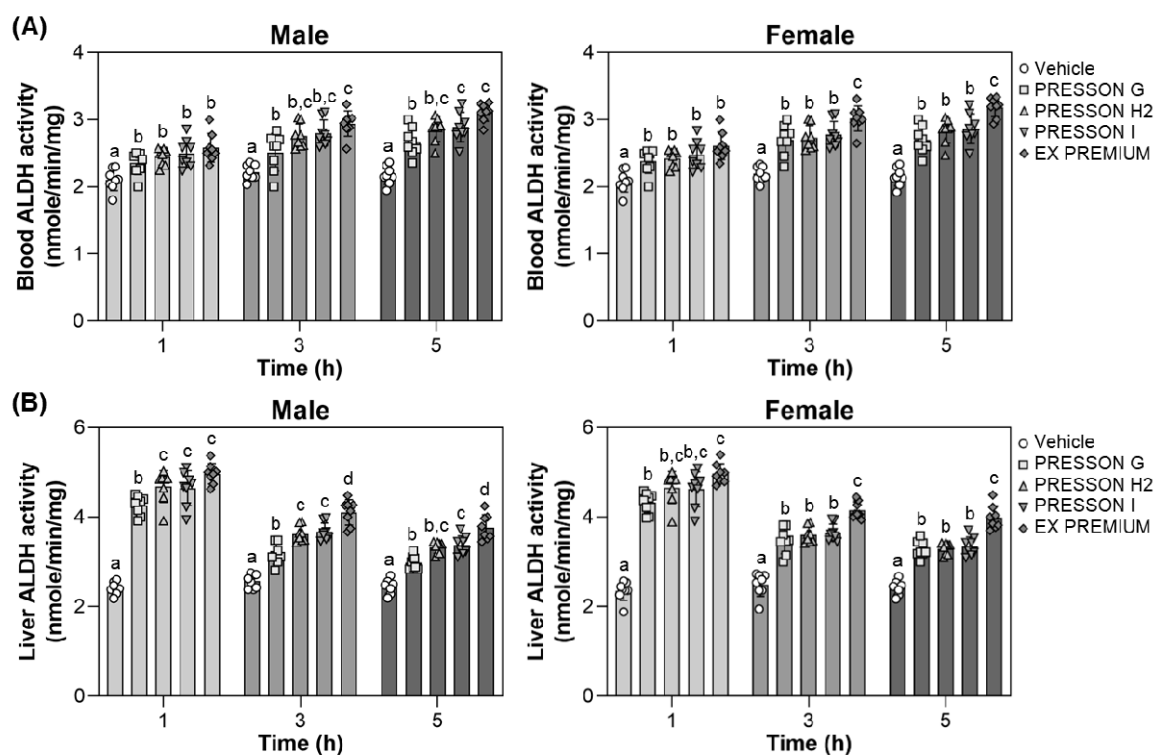 (A)
Male
Blood ALDH activity
(nmole/min/mg)
4
3
2
1
0
a b b b b
a b b,c b,c c
a b b,c c c
1 3 5
Time (h)
Female
Blood ALDH activity
(nmole/min/mg)
4
3
2
1
0
a b b b b
a b b b c
a b b b c
1 3 5
Time (h)
Vehicle
PRESSON G
PRESSON H2
PRESSON I
EX PREMIUM
(B)
Male
Liver ALDH activity
(nmole/min/mg)
6
4
2
0
a b c c c
a b c c d
a b b,c c d
1 3 5
Time (h)
Female
Liver ALDH activity
(nmole/min/mg)
6
4
2
0
a b b,c b,c c
a b b b c
a b b b c
1 3 5
Time (h)
Vehicle
PRESSON G
PRESSON H2
PRESSON I
EX PREMIUM